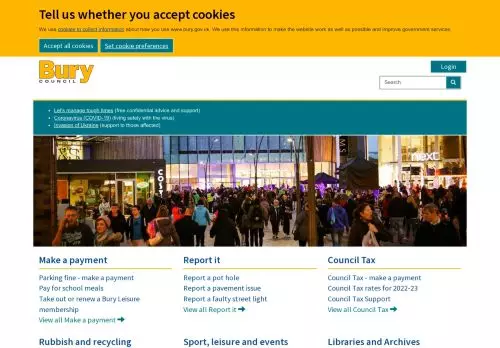 Tell us whether you accept cookies
We use cookies to collect information about how you use www.bury.gov.uk. We use this information to make the website work as well as possible and improve government services.
Accept all cookies
Set cookie preferences
Bury
COUNCIL
Login
Search
Let's manage tough times (free confidential advice and support)
Coronavirus (COVID-19) (living safely with the virus)
Invasion of Ukraine (support to those affected)
COSTA
next
Make a payment
Parking fine - make a payment
Pay for school meals
Take out or renew a Bury Leisure
membership
View all Make a payment
Report it
Report a pot hole
Report a pavement issue
Report a faulty street light
View all Report it
Council Tax
Council Tax - make a payment
Council Tax rates for 2022-23
Council Tax Support
View all Council Tax
Rubbish and recycling
Sport, leisure and events
Libraries and Archives